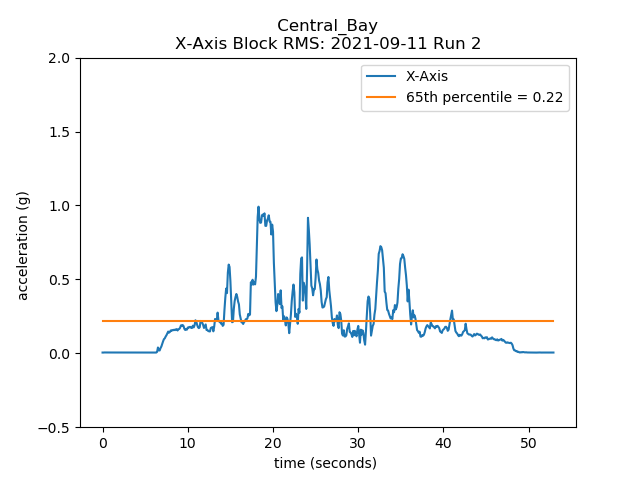 Central_Bay
X-Axis Block RMS: 2021-09-11 Run 2
X-Axis
65th percentile = 0.22
2.0
1.5
1.0
0.5
0.0
−0.5
acceleration (g)
0 10 20 30 40 50
time (seconds)